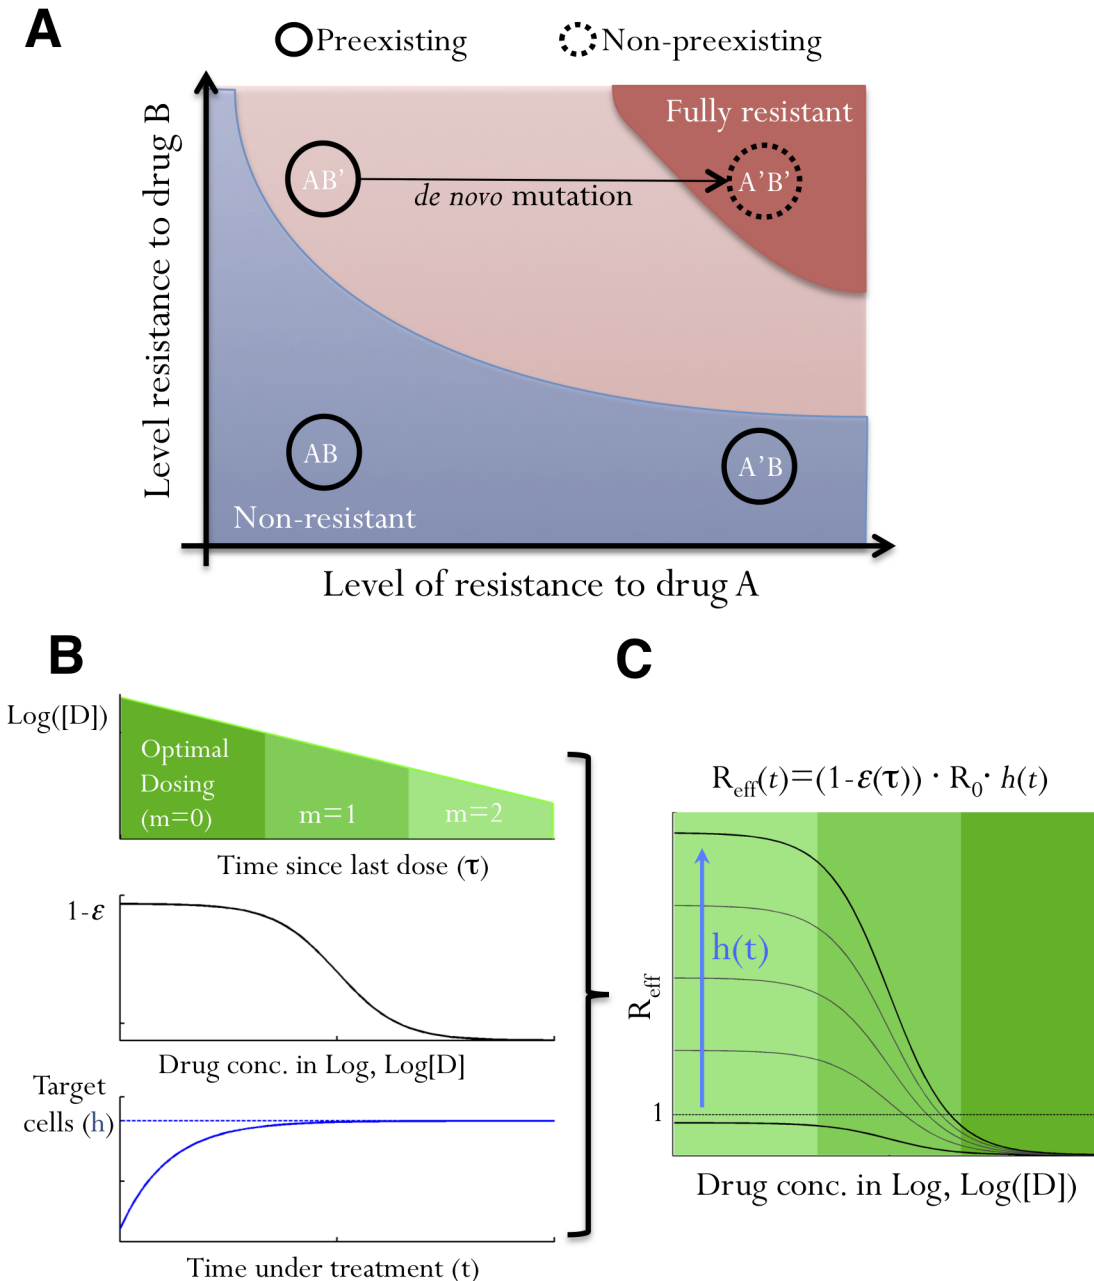 A
Preexisting
Non-preexisting
Level resistance to drug B
Fully resistant
AB'
A'B'
de novo mutation
AB
A'B
Non-resistant
Level of resistance to drug A
B
Log([D])
Optimal
Dosing
(m=0)
m=1
m=2
Time since last dose (τ)
1-ε
Drug conc. in Log, Log[D]
Target
cells (h)
Time under treatment (t)
C
R_eff(t)=(1-ε(τ)) · R_0 · h(t)
h(t)
R_eff
1
Drug conc. in Log, Log([D])